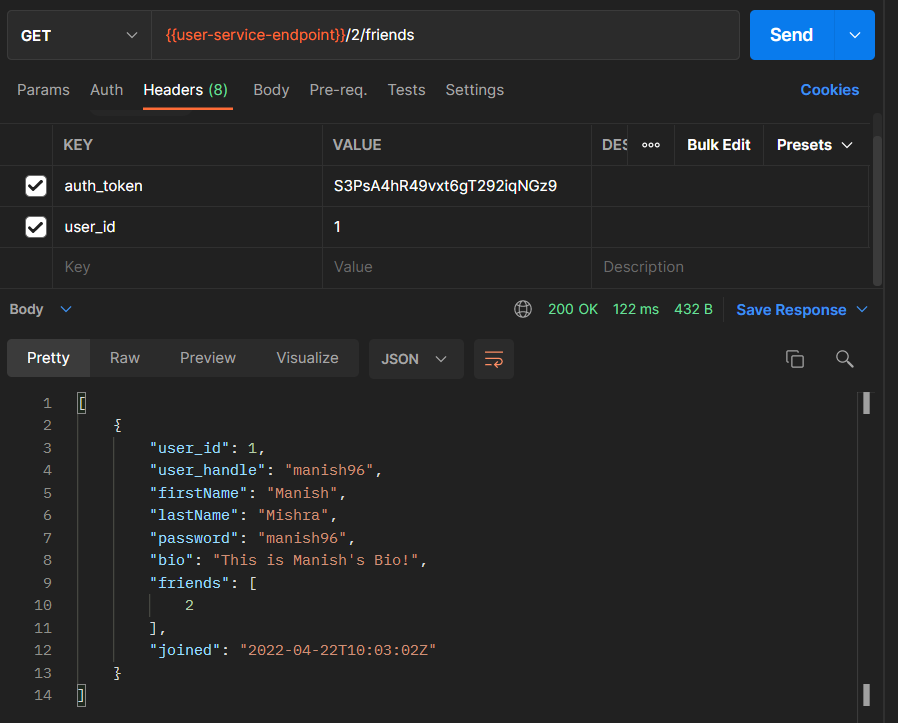 GET {{user-service-endpoint}}/2/friends Send
Params Auth Headers (8) Body Pre-req. Tests Settings Cookies
KEY VALUE DES ooo Bulk Edit Presets
auth_token S3PsA4hR49vxt6gT292iqNGz9
user_id 1
Key Value Description
Body 200 OK 122 ms 432 B Save Response
Pretty Raw Preview Visualize JSON
1 [
2 {
3 "user_id": 1,
4 "user_handle": "manish96",
5 "firstName": "Manish",
6 "lastName": "Mishra",
7 "password": "manish96",
8 "bio": "This is Manish's Bio!",
9 "friends": [
10 2
11 ],
12 "joined": "2022-04-22T10:03:02Z"
13 }
14 ]